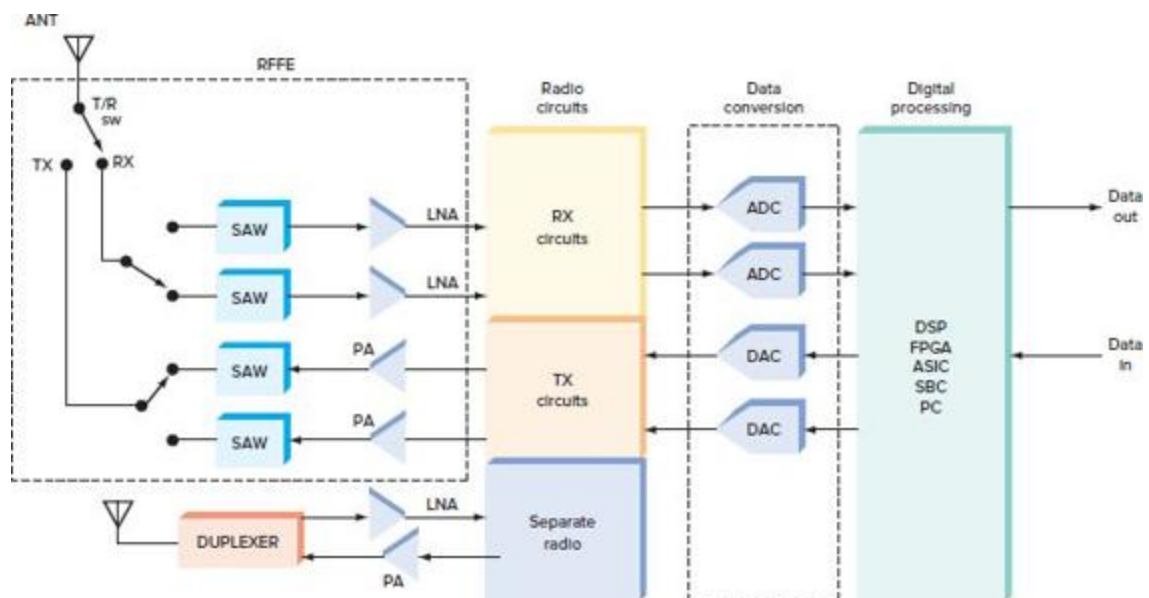 ANT
RFFE
T/R
sw
TX
RX
SAW
LNA
SAW
LNA
SAW
PA
SAW
PA
Radio
circuits
RX
circuits
TX
circuits
Separate
radio
Data
conversion
ADC
ADC
DAC
DAC
Digital
processing
DSP
FPGA
ASIC
SBC
PC
Data
out
Data
in
DUPLEXER
LNA
PA